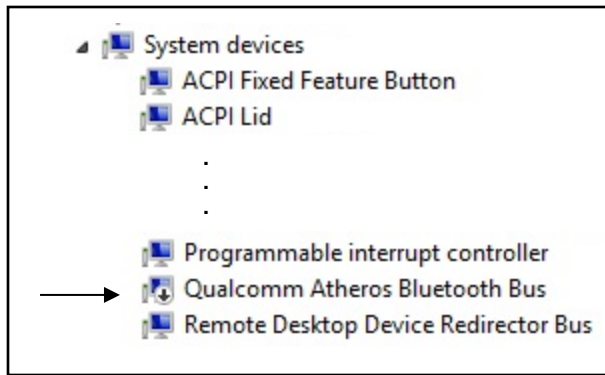 System devices
ACPI Fixed Feature Button
ACPI Lid
.
.
.
Programmable interrupt controller
Qualcomm Atheros Bluetooth Bus
Remote Desktop Device Redirector Bus